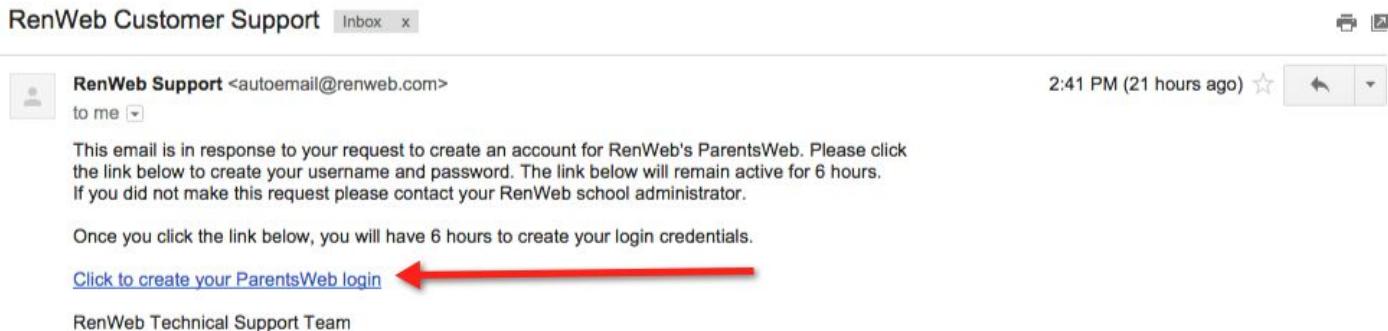 RenWeb Customer Support Inbox x
RenWeb Support <autoemail@renweb.com> 2:41 PM (21 hours ago)
to me
This email is in response to your request to create an account for RenWeb's ParentsWeb. Please click
the link below to create your username and password. The link below will remain active for 6 hours.
If you did not make this request please contact your RenWeb school administrator.
Once you click the link below, you will have 6 hours to create your login credentials.
Click to create your ParentsWeb login
RenWeb Technical Support Team